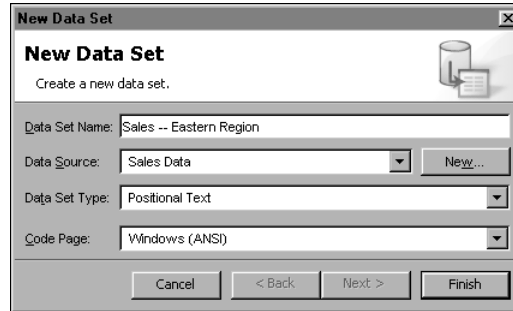 New Data Set
New Data Set
Create a new data set.
Data Set Name: Sales -- Eastern Region
Data Source: Sales Data New...
Data Set Type: Positional Text
Code Page: Windows (ANSI)
Cancel < Back Next > Finish